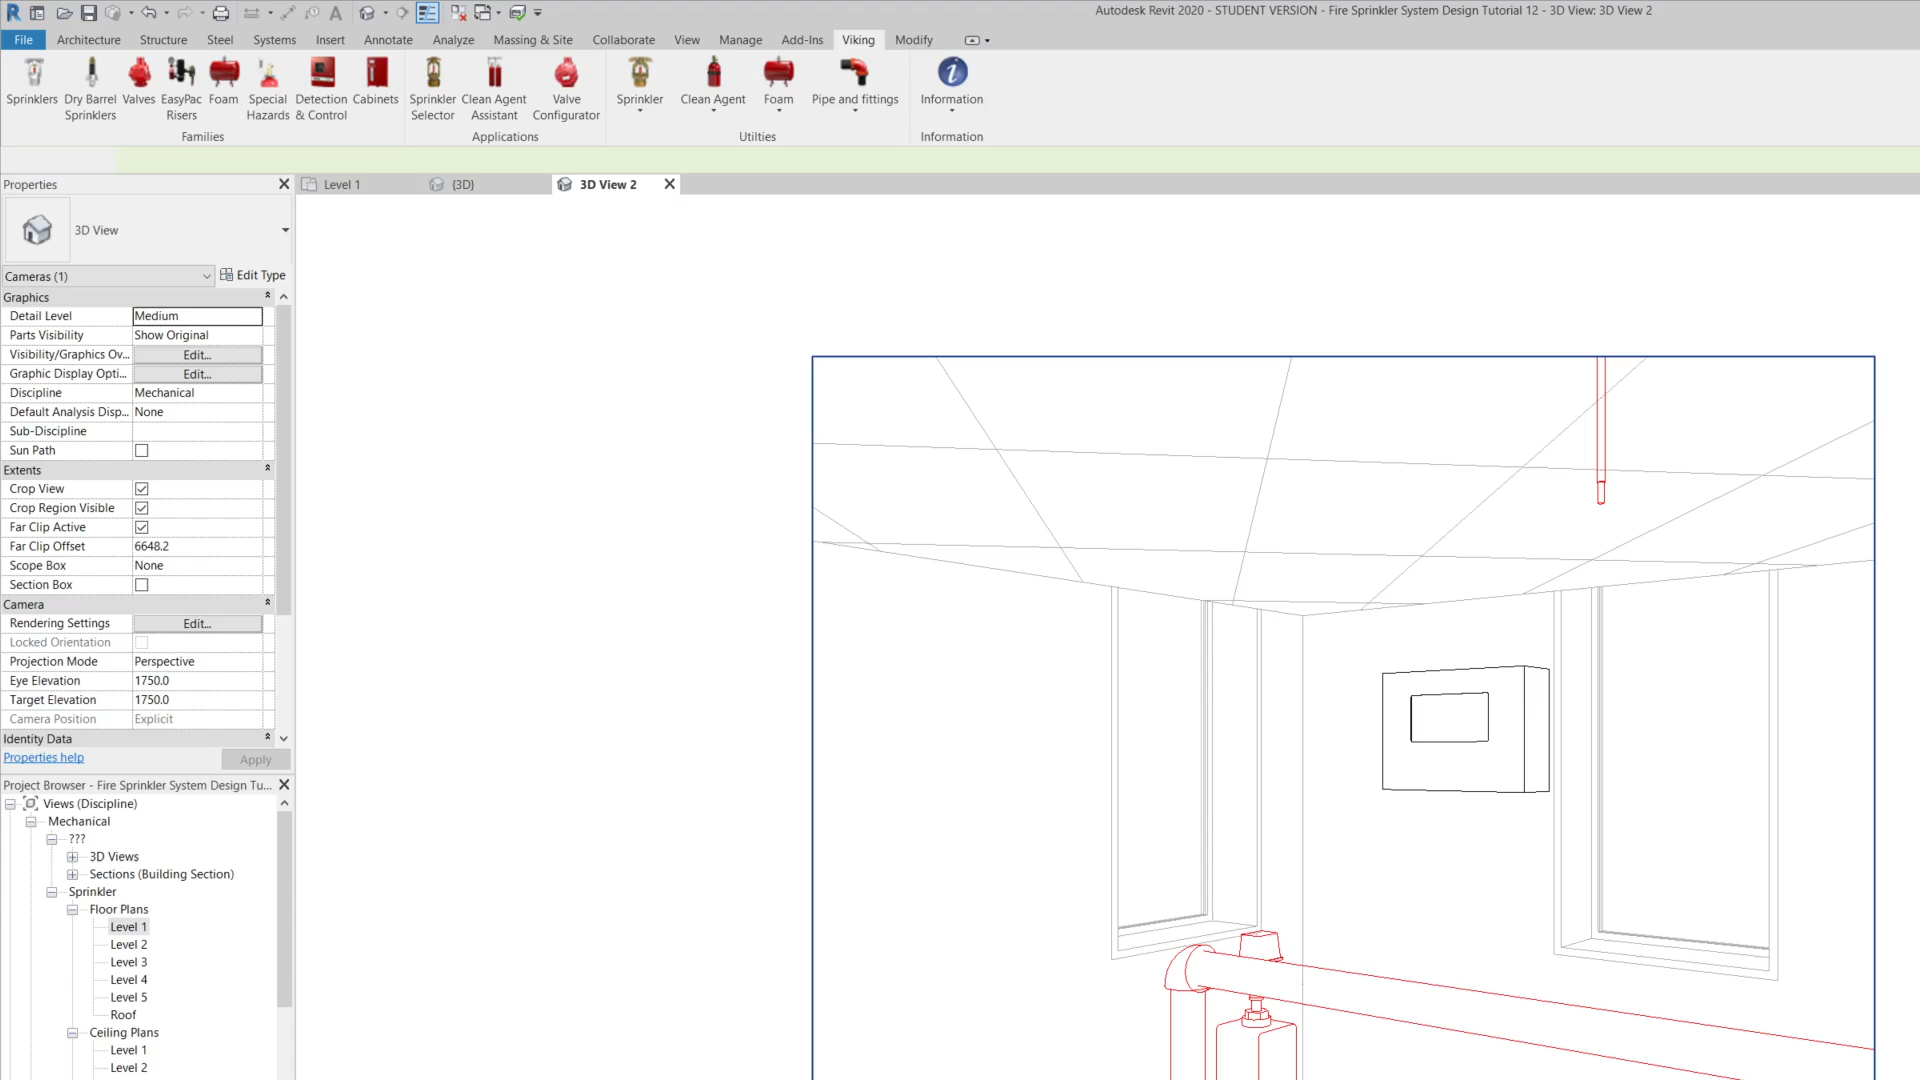 Autodesk Revit 2020 - STUDENT VERSION - Fire Sprinkler System Design Tutorial 12 - 3D View: 3D View 2
File Architecture Structure Steel Systems Insert Annotate Analyze Massing & Site Collaborate View Manage Add-Ins Viking Modify
Sprinklers Dry Barrel Sprinklers Valves EasyPac Risers Foam Special Hazards Detection & Control Cabinets Sprinkler Selector Clean Agent Assistant Valve Configurator Sprinkler Clean Agent Foam Pipe and fittings Information
Families Applications Utilties Information
Properties Level 1 {3D} 3D View 2
3D View
Cameras (1) Edit Type
Graphics
Detail Level Medium
Parts Visibility Show Original
Visibility/Graphics Ov... Edit...
Graphic Display Opti... Edit...
Discipline Mechanical
Default Analysis Disp... None
Sub-Discipline
Sun Path
Extents
Crop View
Crop Region Visible
Far Clip Active
Far Clip Offset 6648.2
Scope Box None
Section Box
Camera
Rendering Settings Edit...
Locked Orientation
Projection Mode Perspective
Eye Elevation 1750.0
Target Elevation 1750.0
Camera Position Explicit
Identity Data
Properties help Apply
Project Browser - Fire Sprinkler System Design Tu...
Views (Discipline)
Mechanical
???
3D Views
Sections (Building Section)
Sprinkler
Floor Plans
Level 1
Level 2
Level 3
Level 4
Level 5
Roof
Ceiling Plans
Level 1
Level 2